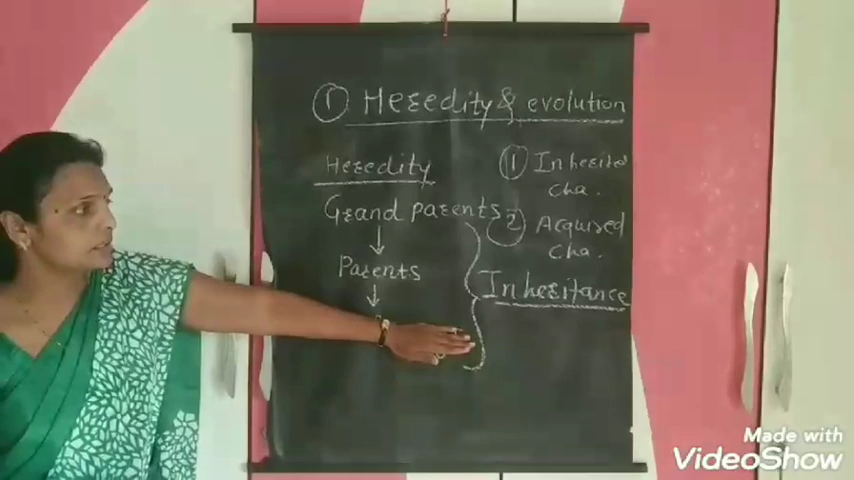 ① Heredity & evolution
Heredity
Grand parents
Parents
① Inherited
cha.
② Acquired
cha.
Inheritance
Made With
VideoShow